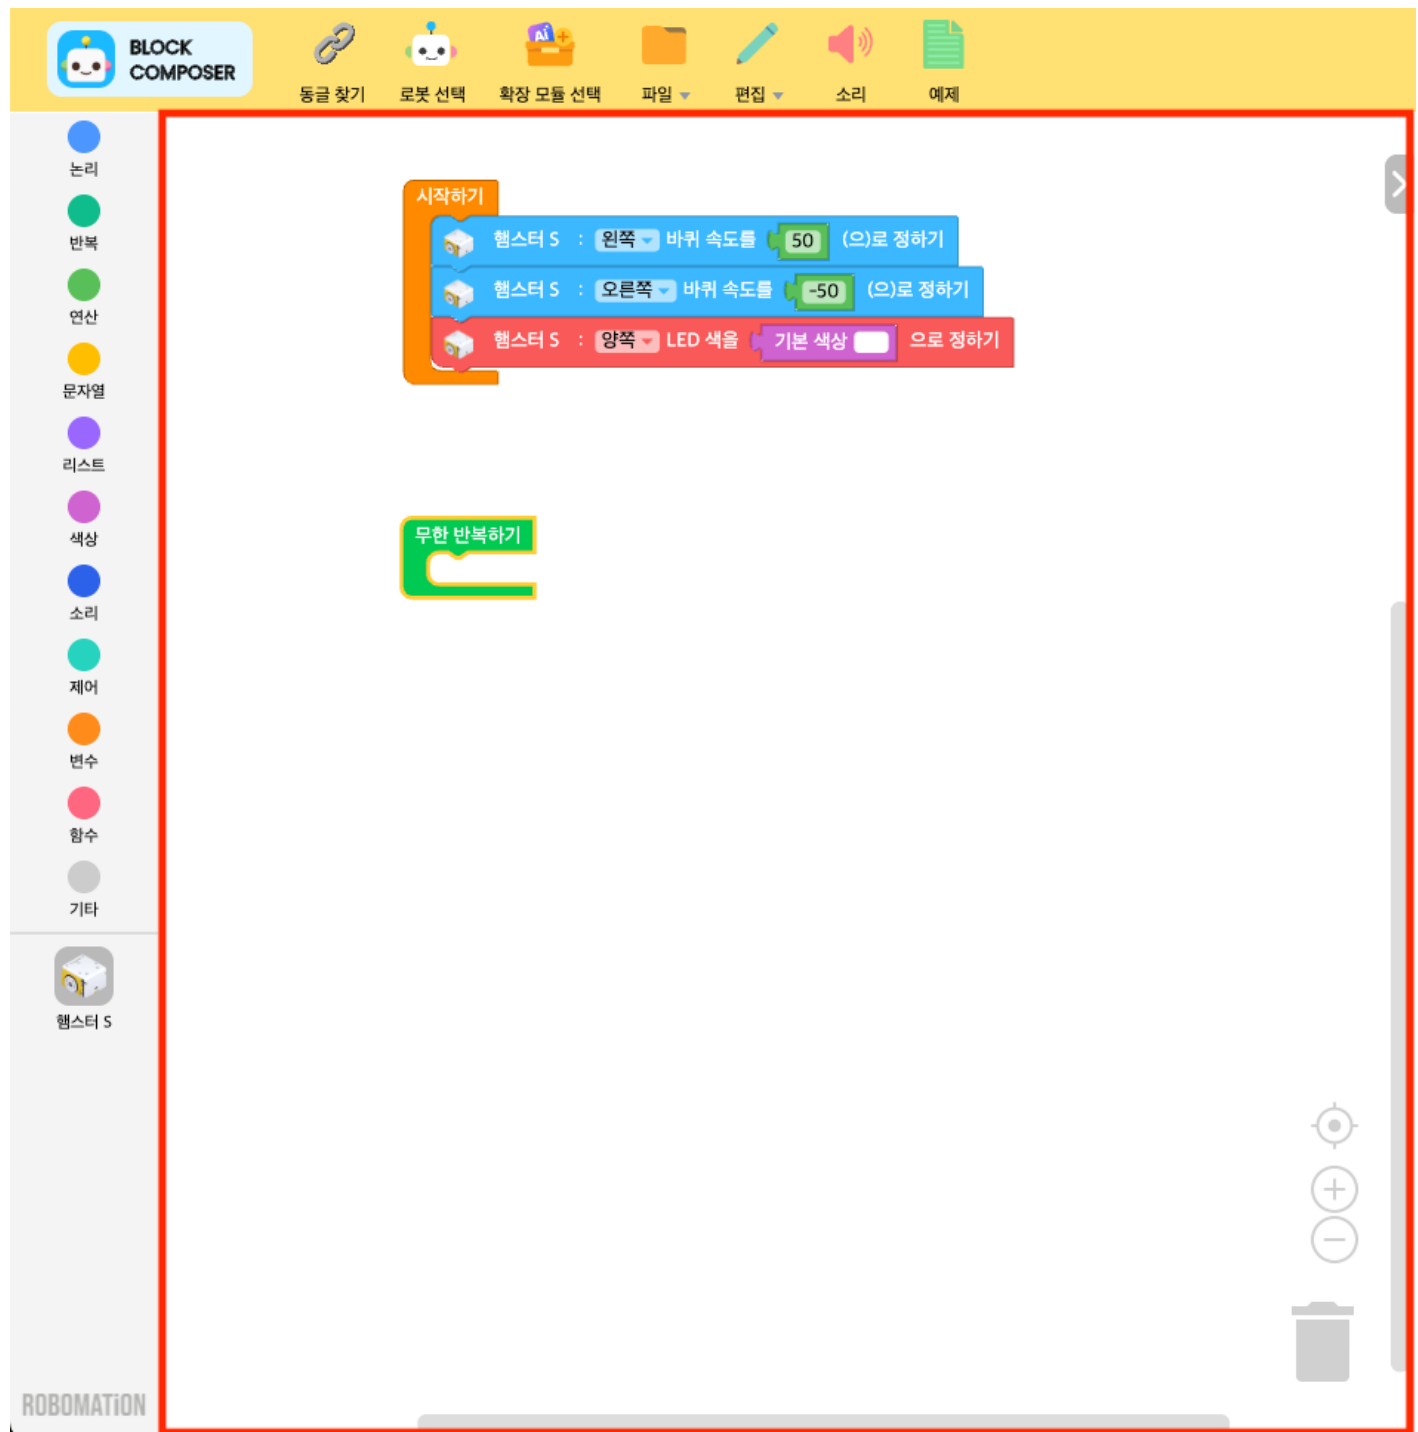 BLOCK
COMPOSER
동글 찾기
로봇 선택
확장 모듈 선택
파일
편집
소리
예제
논리
반복
연산
문자열
리스트
색상
소리
제어
변수
함수
기타
햄스터 S
ROBOMATION
시작하기
햄스터 S : 왼쪽 바퀴 속도를 50 (으)로 정하기
햄스터 S : 오른쪽 바퀴 속도를 -50 (으)로 정하기
햄스터 S : 양쪽 LED 색을 기본 색상 으로 정하기
무한 반복하기